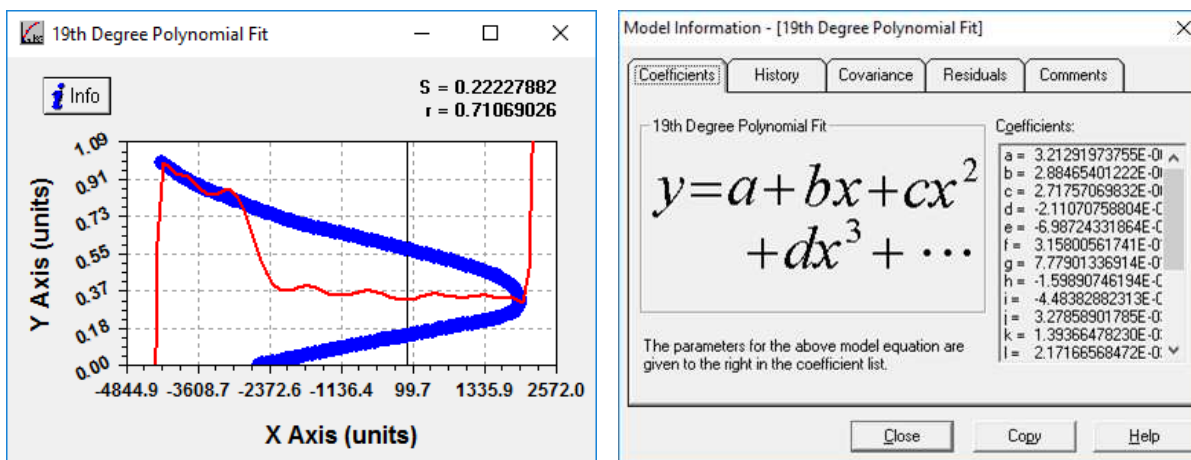 19th Degree Polynomial Fit
Info
S = 0.22227882
r = 0.71069026
Y Axis (units)
1.09
0.91
0.73
0.55
0.37
0.18
0.00
-4844.9 -3608.7 -2372.6 -1136.4 99.7 1335.9 2572.0
X Axis (units)
Model Information - [19th Degree Polynomial Fit]
Coefficients History Covariance Residuals Comments
19th Degree Polynomial Fit
y=a+bx+cx²
+dx³+⋯
The parameters for the above model equation are
given to the right in the coefficient list.
Coefficients:
a = 3.21291973755E-0
b = 2.88465401222E-0
c = 2.71757069832E-0
d = -2.11070758804E-
e = -6.98724331864E-
f = 3.15800561741E-0
g = 7.77901336914E-0
h = -1.59890746194E-
i = -4.48382882313E-
j = 3.27858901785E-0
k = 1.39366478230E-0
l = 2.17166568472E-0
Close Copy Help